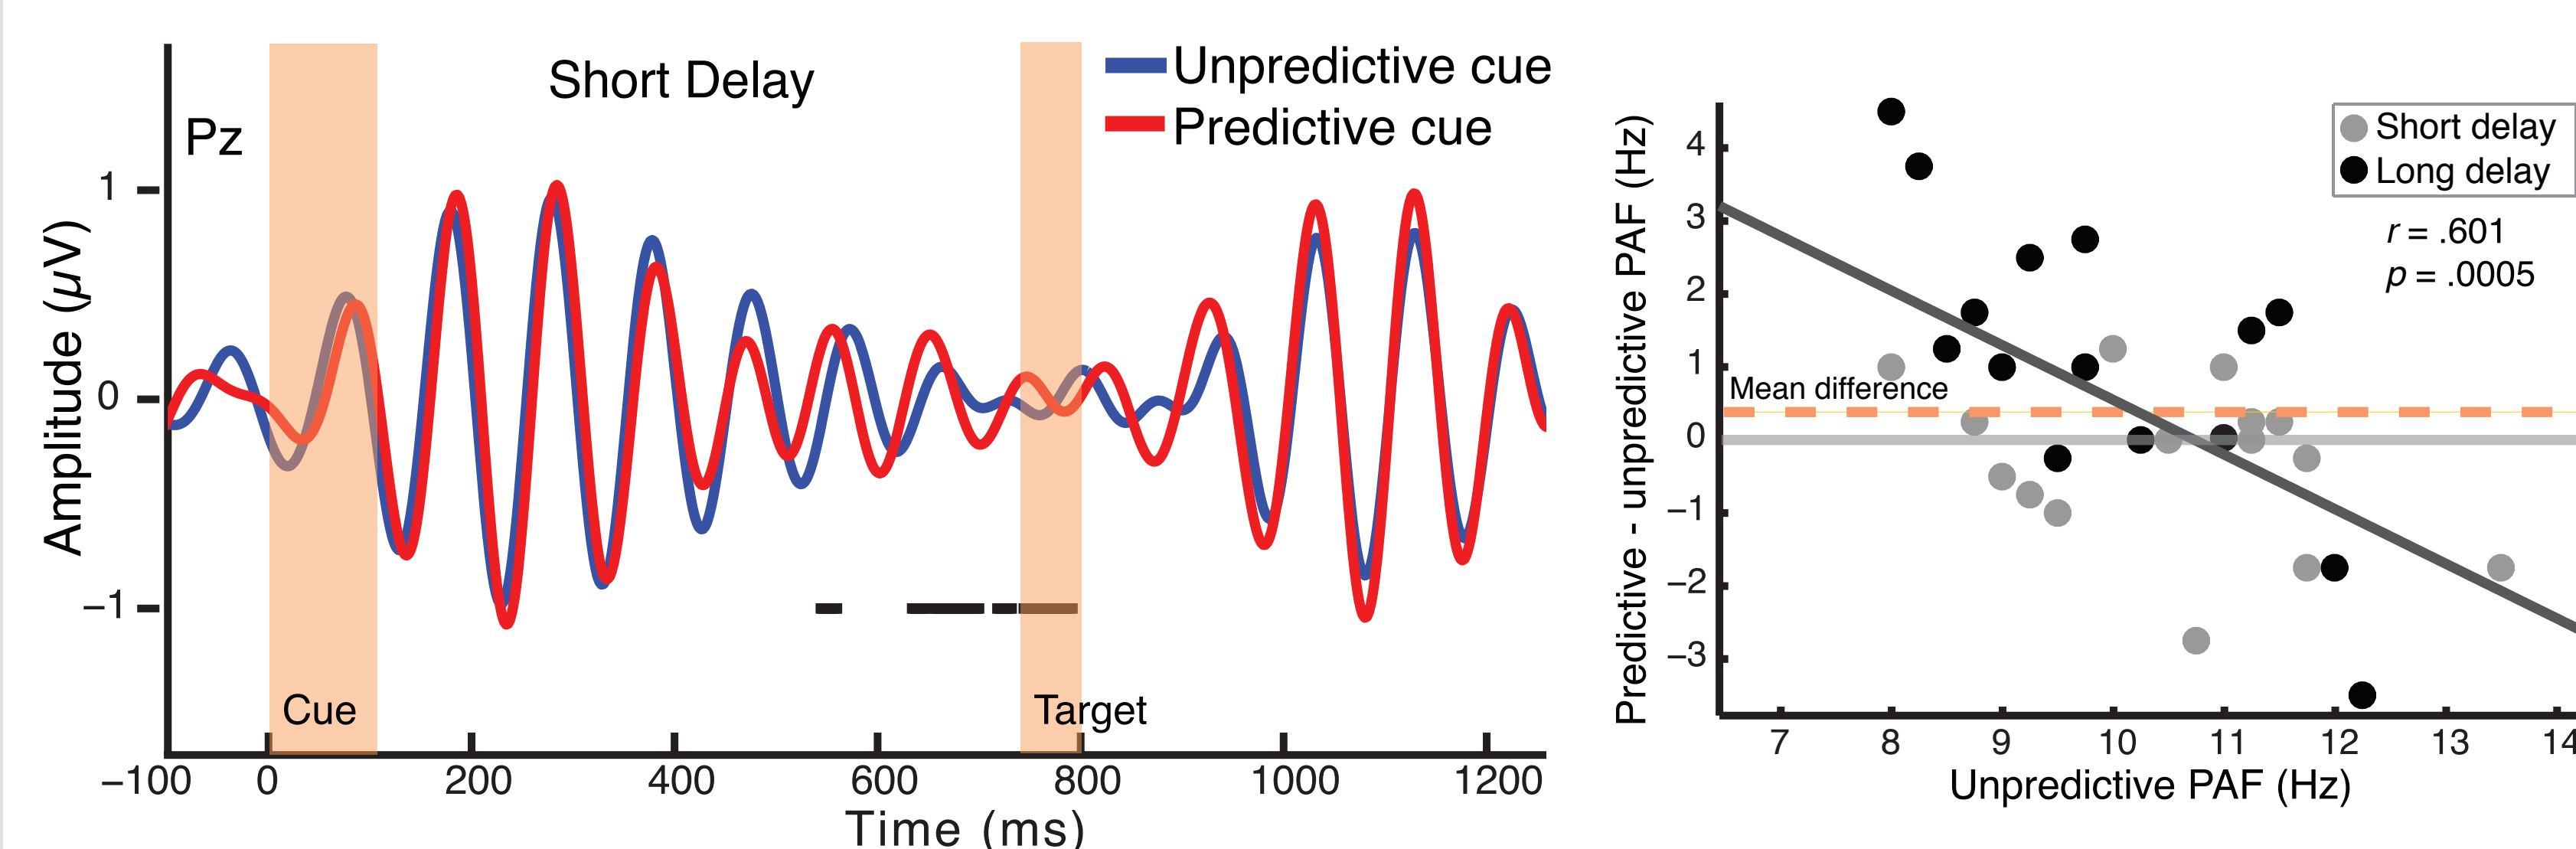 Short Delay
Unpredictive cue
Predictive cue
Pz
Amplitude (µV)
1
0
−1
Cue
Target
−100 0 200 400 600 800 1000 1200
Time (ms)
Short delay
Long delay
r = .601
p = .0005
Predictive - unpredictive PAF (Hz)
4
3
2
1
Mean difference
0
−1
−2
−3
7 8 9 10 11 12 13 14
Unpredictive PAF (Hz)